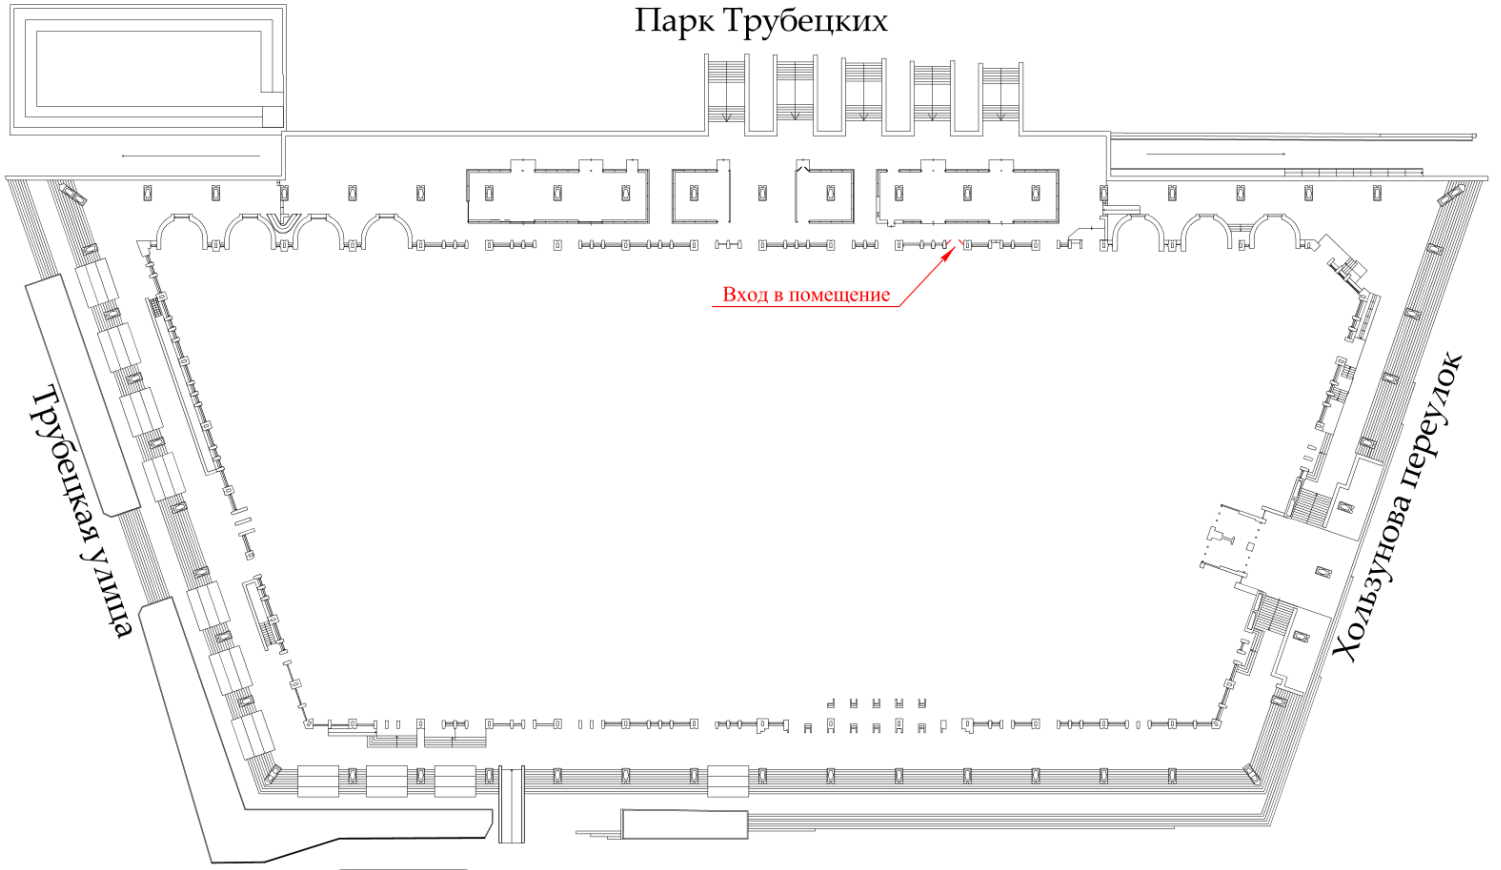 Парк Трубецких
Вход в помещение
Трубецкая улица
Хользунова переулок